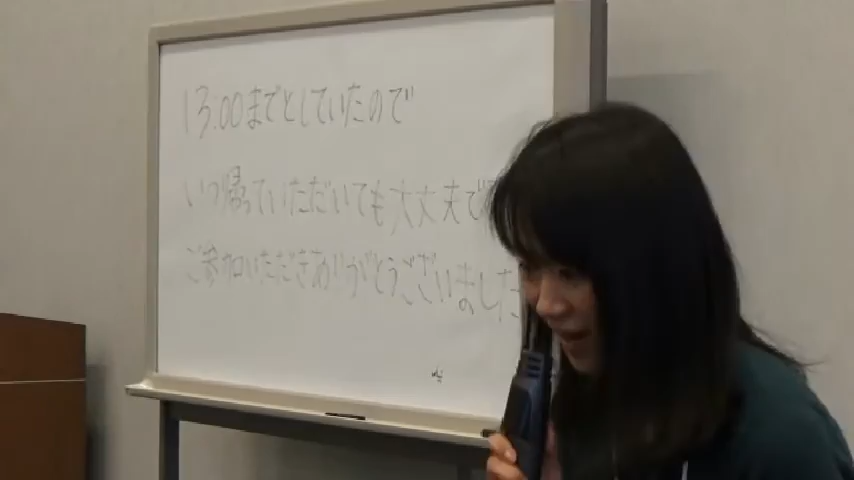 13:00までとしていたので
いつ帰っていただいても大丈夫で
ご参加いただきありがとうございました